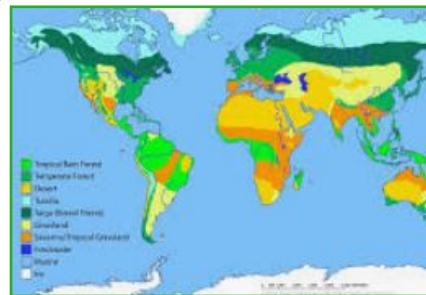 Tropical Rain Forest
Temperate Forest
Desert
Tundra
Taiga (Boreal Forest)
Grassland
Savanna/Tropical Grassland
Freshwater
Marine
Ice